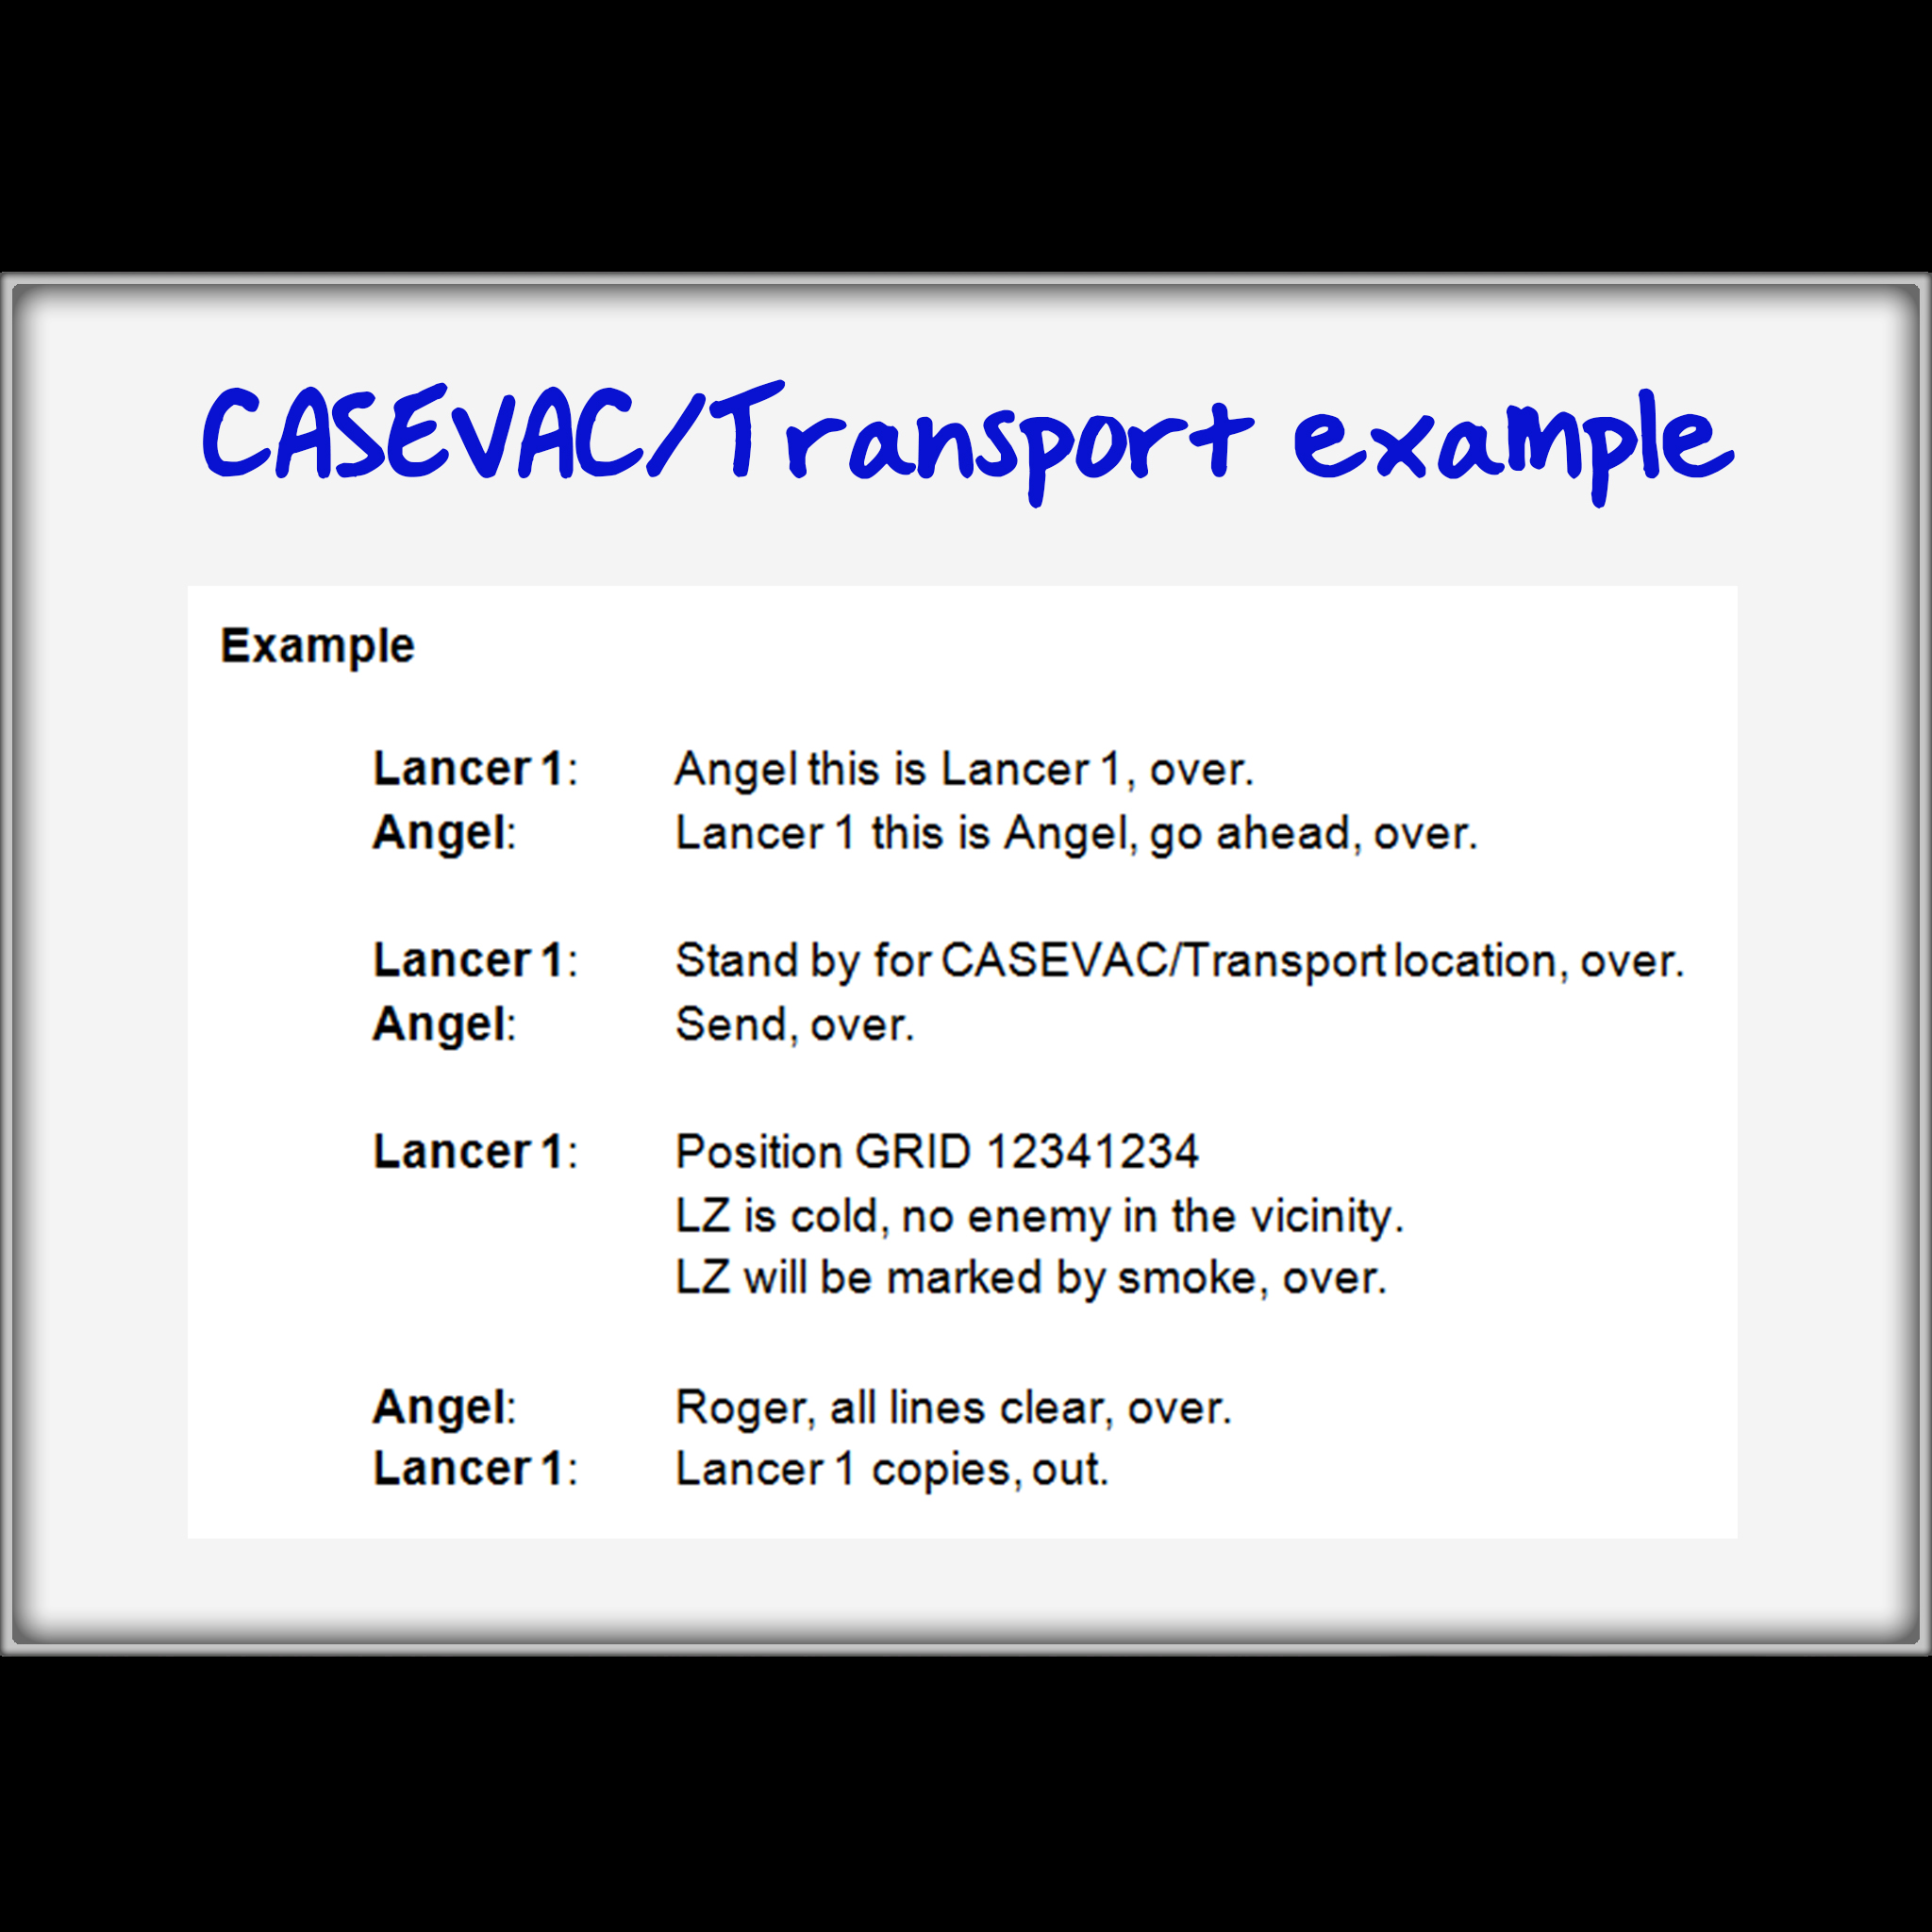 CASEVAC/Transport example
Example
Lancer 1: Angel this is Lancer 1, over.
Angel: Lancer 1 this is Angel, go ahead, over.
Lancer 1: Stand by for CASEVAC/Transport location, over.
Angel: Send, over.
Lancer 1: Position GRID 12341234
LZ is cold, no enemy in the vicinity.
LZ will be marked by smoke, over.
Angel: Roger, all lines clear, over.
Lancer 1: Lancer 1 copies, out.